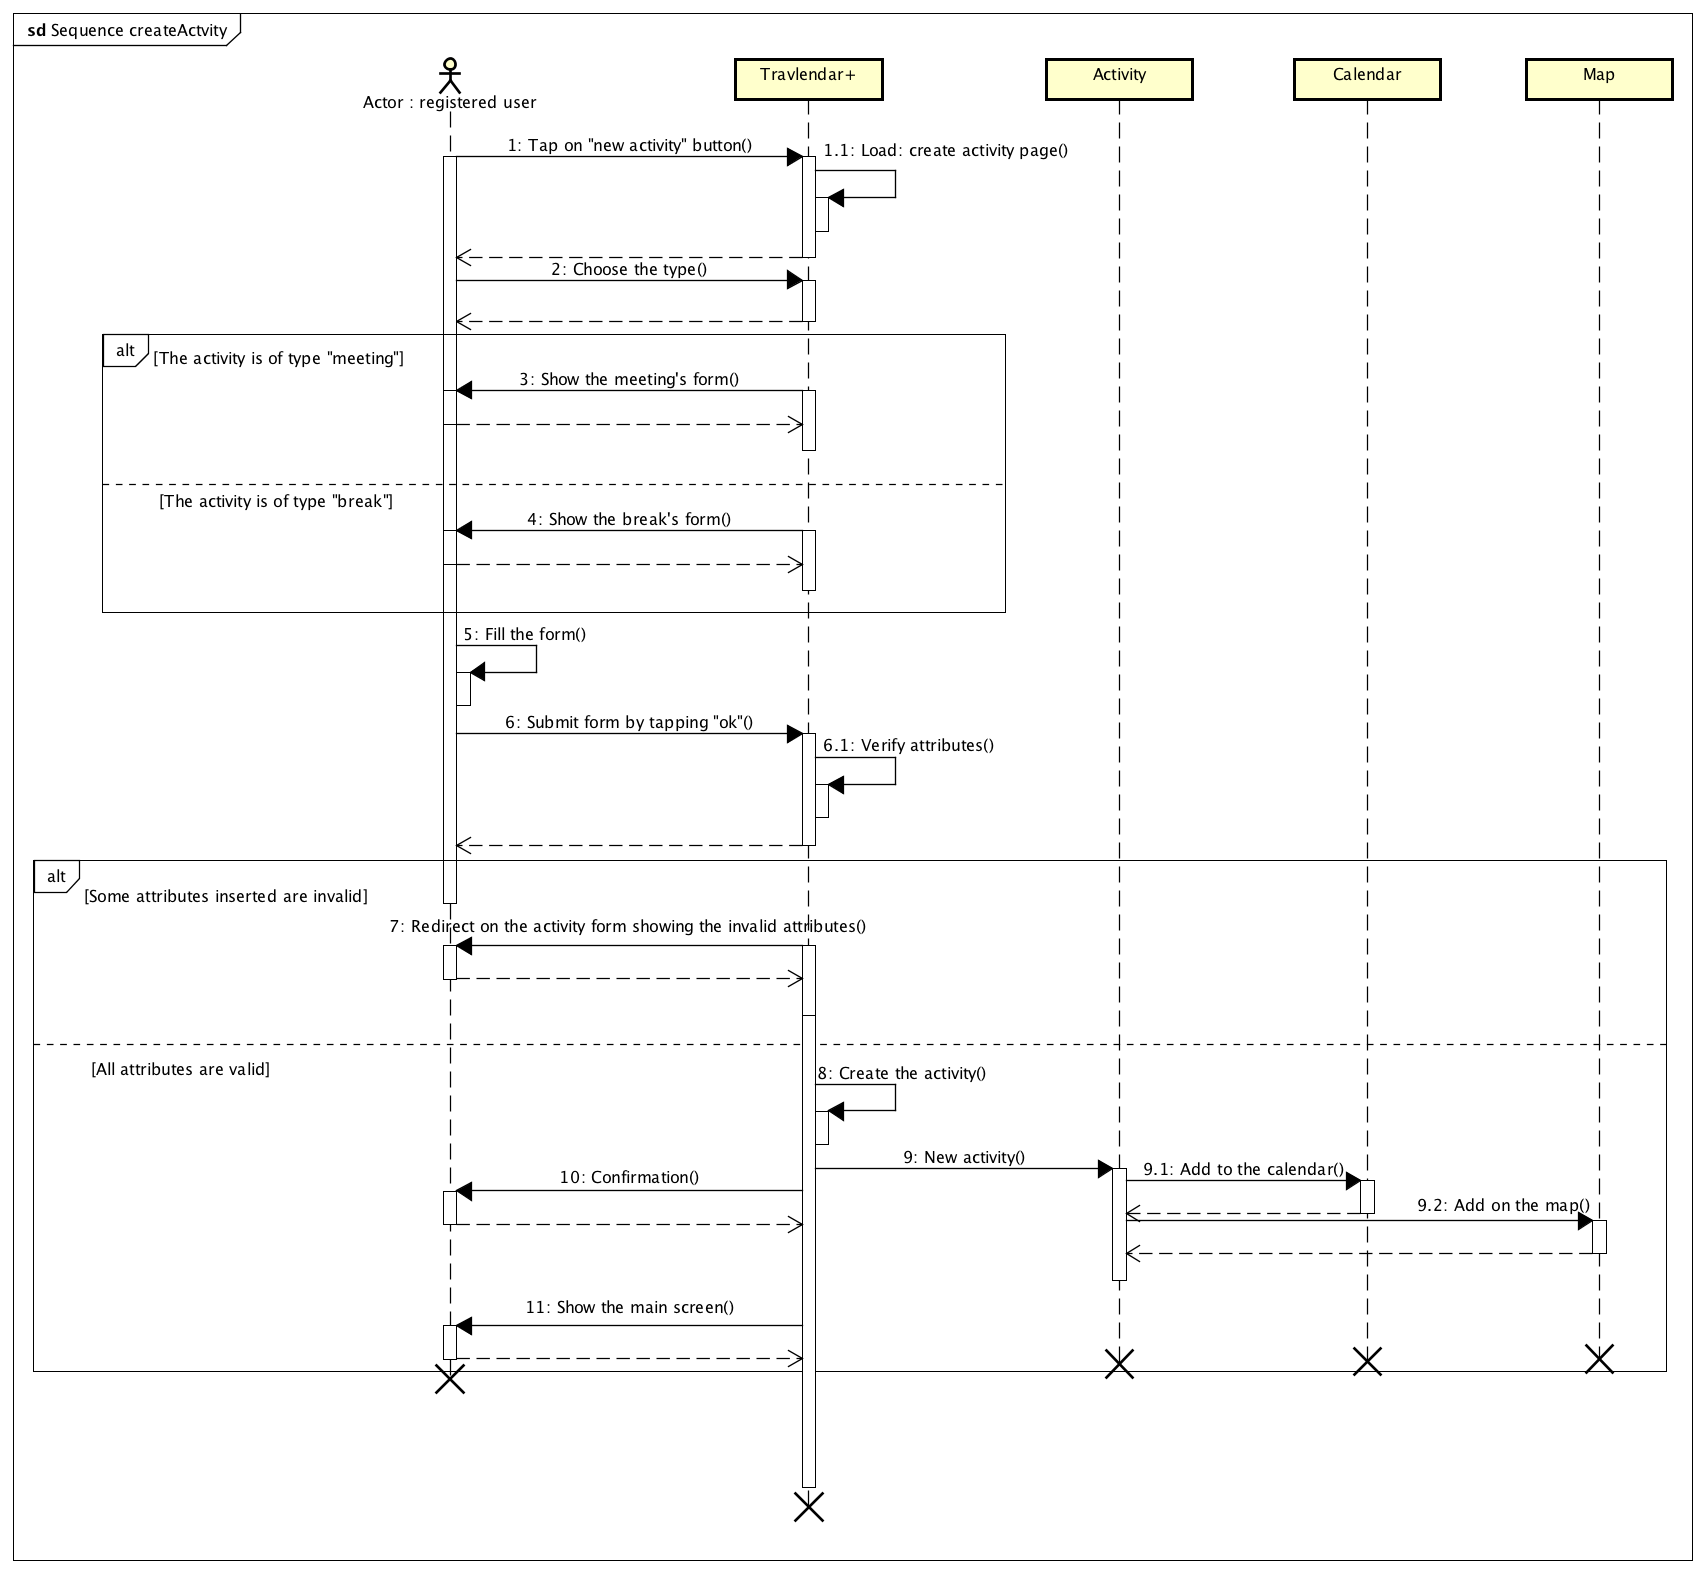 sd Sequence createActvity
Actor : registered user
Travlendar+
Activity
Calendar
Map
1: Tap on "new activity" button()
1.1: Load: create activity page()
2: Choose the type()
alt
[The activity is of type "meeting"]
3: Show the meeting's form()
[The activity is of type "break"]
4: Show the break's form()
5: Fill the form()
6: Submit form by tapping "ok"()
6.1: Verify attributes()
alt
[Some attributes inserted are invalid]
7: Redirect on the activity form showing the invalid attributes()
[All attributes are valid]
8: Create the activity()
9: New activity()
9.1: Add to the calendar()
10: Confirmation()
9.2: Add on the map()
11: Show the main screen()